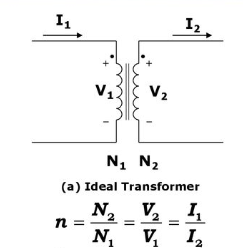 I₁ I₂
+ +
V₁ V₂
− −
N₁ N₂
(a) Ideal Transformer
n = N₂/N₁ = V₂/V₁ = I₁/I₂